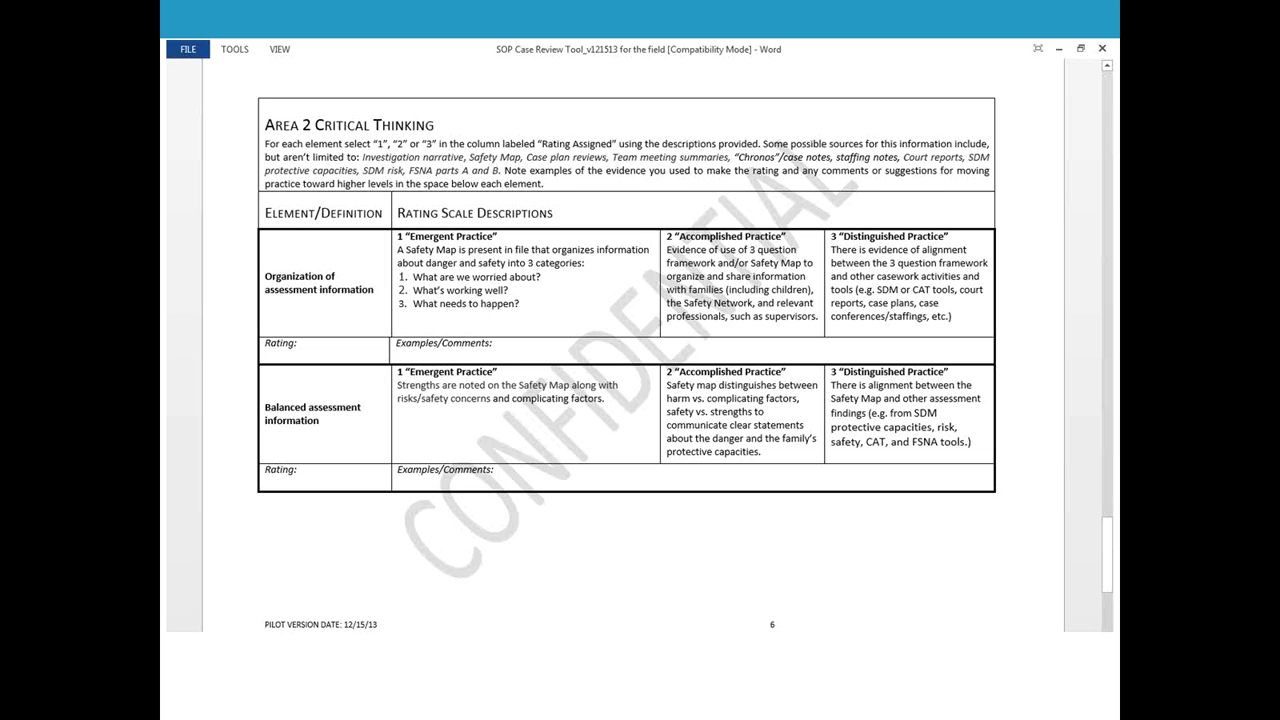 FILE TOOLS VIEW SOP Case Review Tool_v121513 for the field [Compatibility Mode] - Word
AREA 2 CRITICAL THINKING
For each element select “1”, “2” or “3” in the column labeled “Rating Assigned” using the descriptions provided. Some possible sources for this information include,
but aren’t limited to: Investigation narrative, Safety Map, Case plan reviews, Team meeting summaries, “Chronos”/case notes, staffing notes, Court reports, SDM
protective capacities, SDM risk, FSNA parts A and B. Note examples of the evidence you used to make the rating and any comments or suggestions for moving
practice toward higher levels in the space below each element.
ELEMENT/DEFINITION RATING SCALE DESCRIPTIONS
Organization of
assessment information
1 “Emergent Practice”
A Safety Map is present in file that organizes information
about danger and safety into 3 categories:
1. What are we worried about?
2. What’s working well?
3. What needs to happen?
2 “Accomplished Practice”
Evidence of use of 3 question
framework and/or Safety Map to
organize and share information
with families (including children),
the Safety Network, and relevant
professionals, such as supervisors.
3 “Distinguished Practice”
There is evidence of alignment
between the 3 question framework
and other casework activities and
tools (e.g. SDM or CAT tools, court
reports, case plans, case
conferences/staffings, etc.)
Rating: Examples/Comments:
Balanced assessment
information
1 “Emergent Practice”
Strengths are noted on the Safety Map along with
risks/safety concerns and complicating factors.
2 “Accomplished Practice”
Safety map distinguishes between
harm vs. complicating factors,
safety vs. strengths to
communicate clear statements
about the danger and the family’s
protective capacities.
3 “Distinguished Practice”
There is alignment between the
Safety Map and other assessment
findings (e.g. from SDM
protective capacities, risk,
safety, CAT, and FSNA tools.)
Rating: Examples/Comments:
CONFIDENTIAL
PILOT VERSION DATE: 12/15/13 6